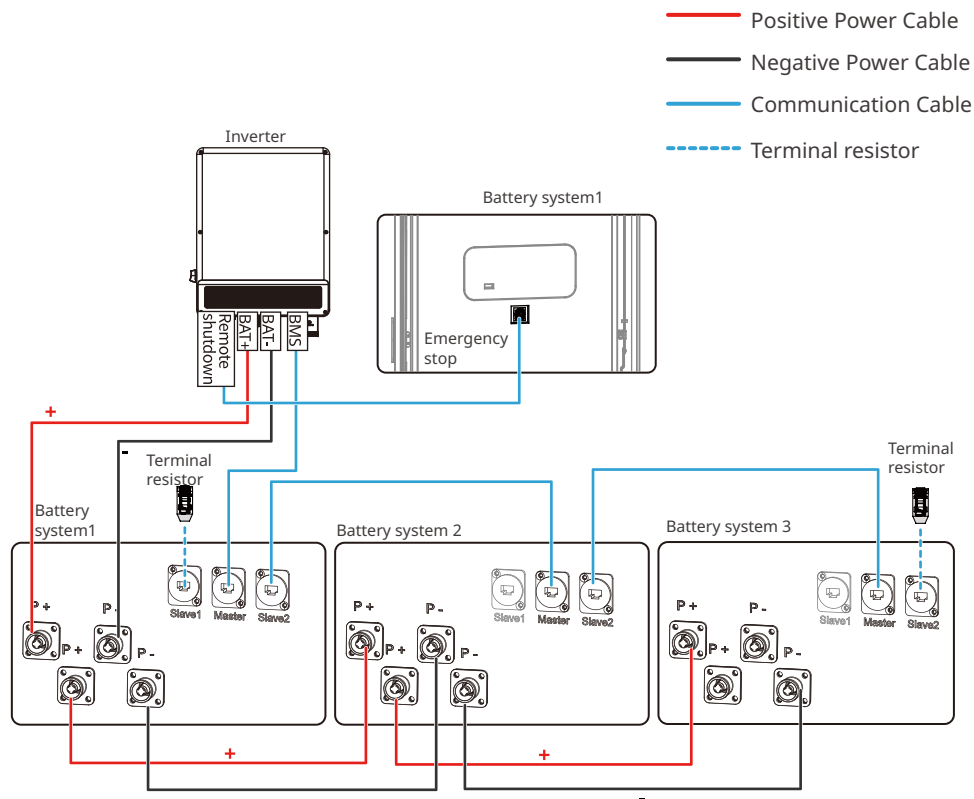 Positive Power Cable
Negative Power Cable
Communication Cable
Terminal resistor
Inverter
Battery system1
Remote
shutdown
BAT+
BAT-
BMS
Emergency
stop
+
-
Terminal
resistor
Terminal
resistor
Battery
system1
Battery system 2
Battery system 3
Slave1 Master Slave2
Slave1 Master Slave2
Slave1 Master Slave2
P + P -
P + P -
P + P -
P + P -
P + P -
P + P -
+
+
-